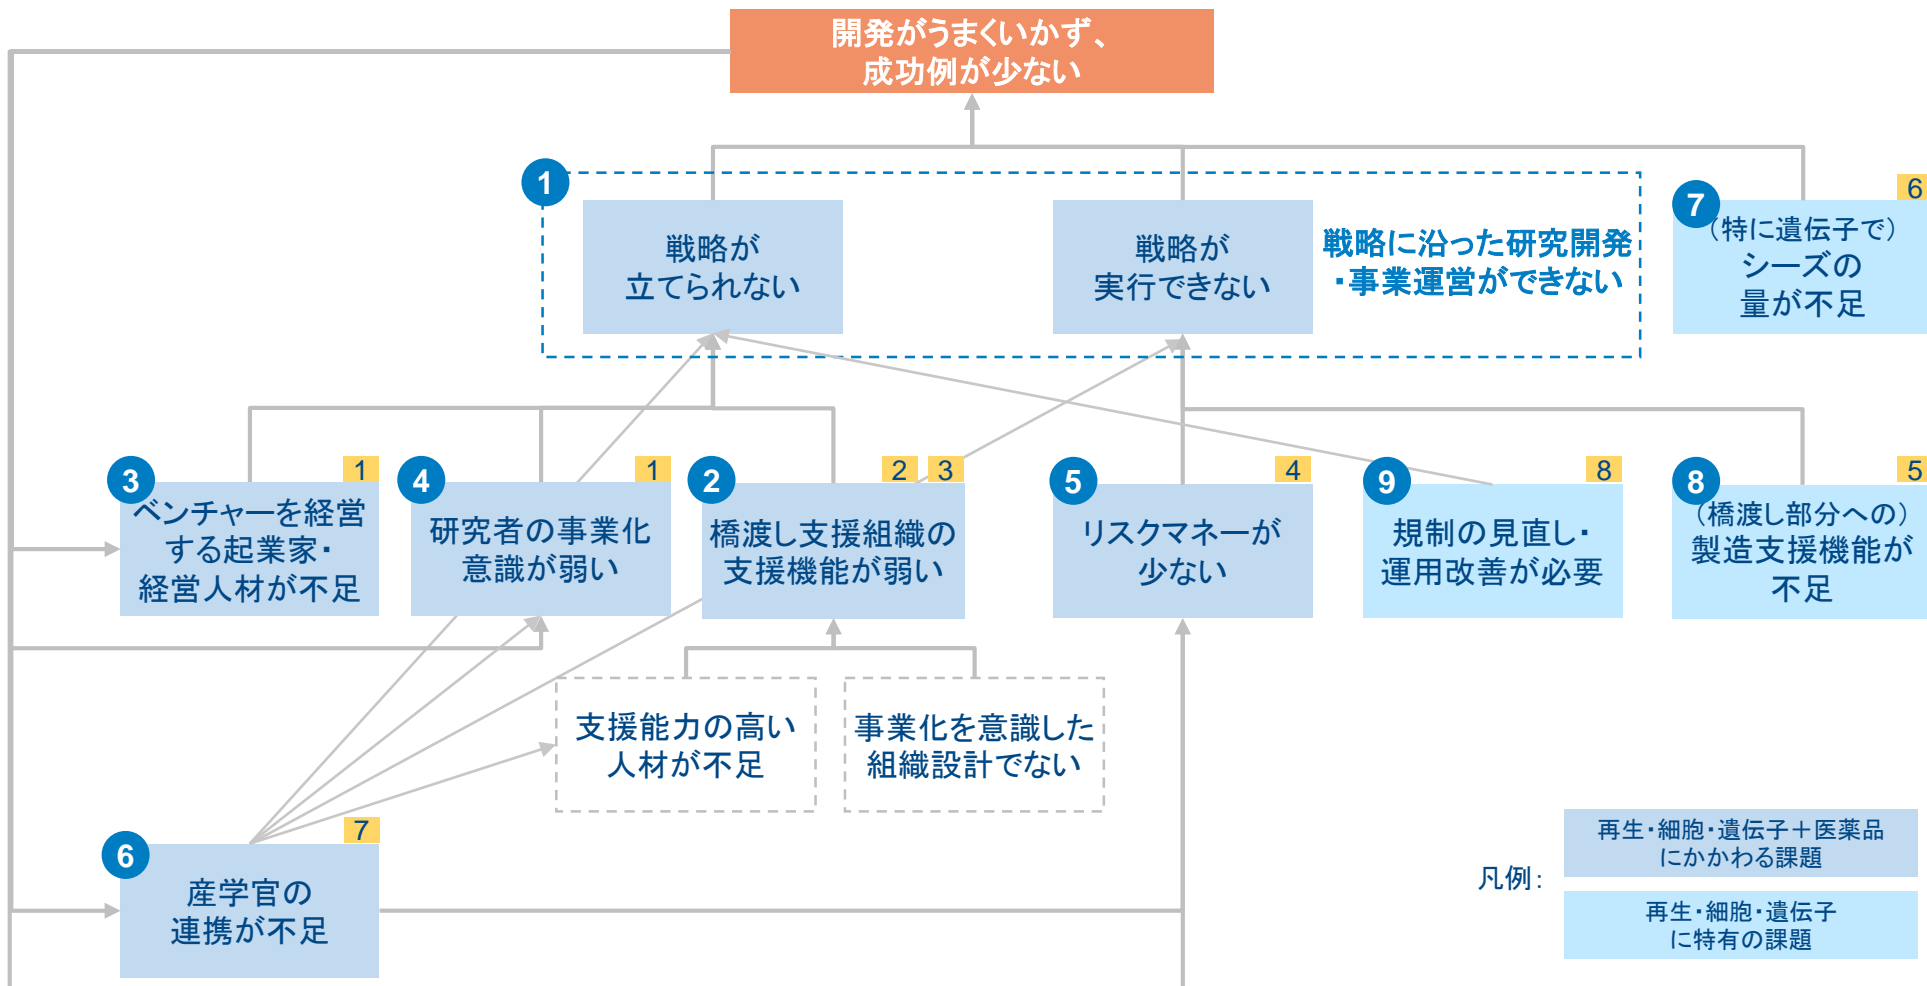 開発がうまくいかず、
成功例が少ない
1
戦略が
立てられない
戦略が
実行できない
戦略に沿った研究開発
・事業運営ができない
7
6
（特に遺伝子で）
シーズの
量が不足
3
1
ベンチャーを経営
する起業家・
経営人材が不足
4
1
研究者の事業化
意識が弱い
2
2
3
橋渡し支援組織の
支援機能が弱い
5
4
リスクマネーが
少ない
9
8
規制の見直し・
運用改善が必要
8
5
（橋渡し部分への）
製造支援機能が
不足
支援能力の高い
人材が不足
事業化を意識した
組織設計でない
6
7
産学官の
連携が不足
凡例：
再生・細胞・遺伝子＋医薬品
にかかわる課題
再生・細胞・遺伝子
に特有の課題